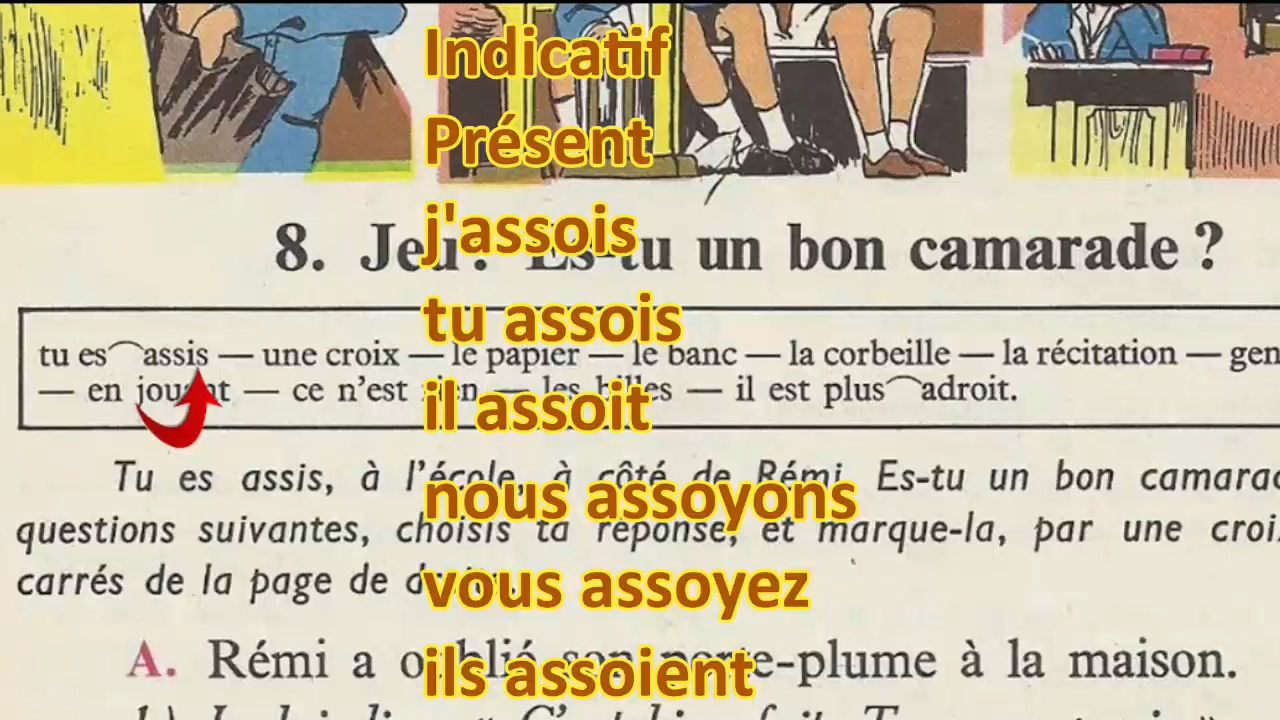 Indicatif
Présent
j'assois
tu assois
il assoit
nous assoyons
vous assoyez
ils assoient
8. Jeu : Es-tu un bon camarade ?
tu es assis — une croix — le papier — le banc — la corbeille — la récitation — gen
— en jouant — ce n'est rien — les billes — il est plus adroit.
Tu es assis, à l'école, à côté de Rémi. Es-tu un bon camarad
questions suivantes, choisis ta réponse, et marque-la, par une croix
carrés de la page de droite.
A. Rémi a oublié son porte-plume à la maison.